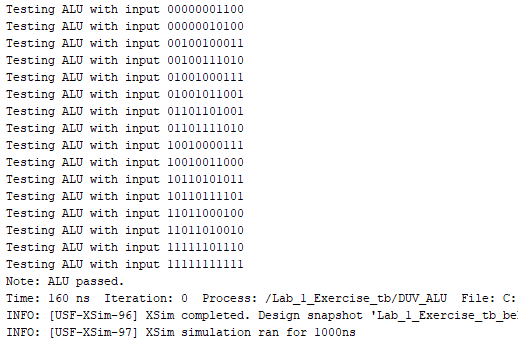 Testing ALU with input 00000001100
Testing ALU with input 00000010100
Testing ALU with input 00100100011
Testing ALU with input 00100111010
Testing ALU with input 01001000111
Testing ALU with input 01001011001
Testing ALU with input 01101101001
Testing ALU with input 01101111010
Testing ALU with input 10010000111
Testing ALU with input 10010011000
Testing ALU with input 10110101011
Testing ALU with input 10110111101
Testing ALU with input 11011000100
Testing ALU with input 11011010010
Testing ALU with input 11111101110
Testing ALU with input 11111111111
Note: ALU passed.
Time: 160 ns  Iteration: 0  Process: /Lab_1_Exercise_tb/DUV_ALU  File: C:
INFO: [USF-XSim-96] XSim completed. Design snapshot 'Lab_1_Exercise_tb_be
INFO: [USF-XSim-97] XSim simulation ran for 1000ns